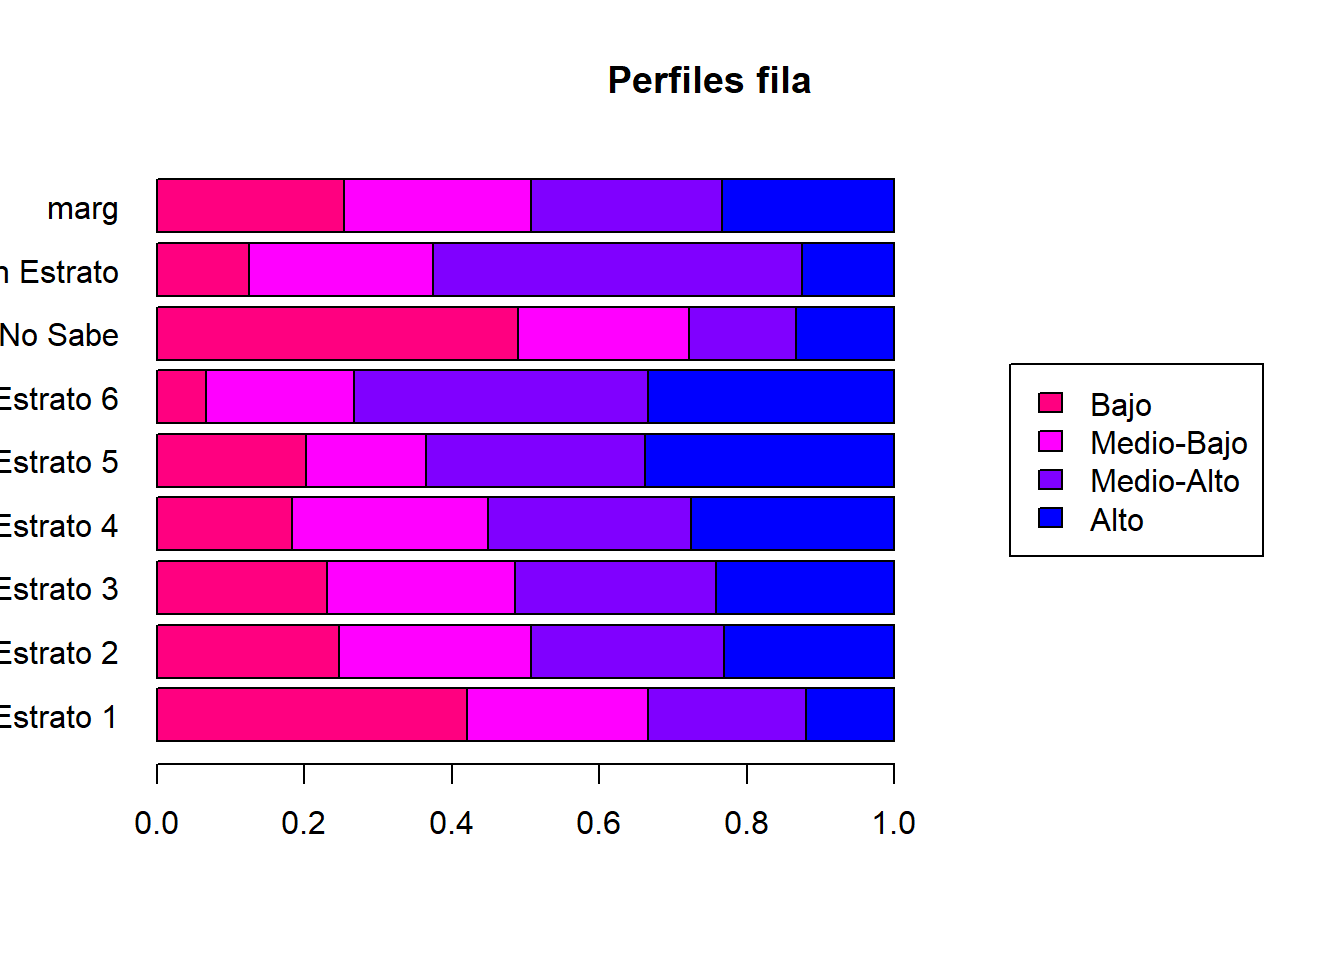 Perfiles fila
marg
n Estrato
No Sabe
Estrato 6
Estrato 5
Estrato 4
Estrato 3
Estrato 2
Estrato 1
0.0 0.2 0.4 0.6 0.8 1.0
Bajo
Medio-Bajo
Medio-Alto
Alto